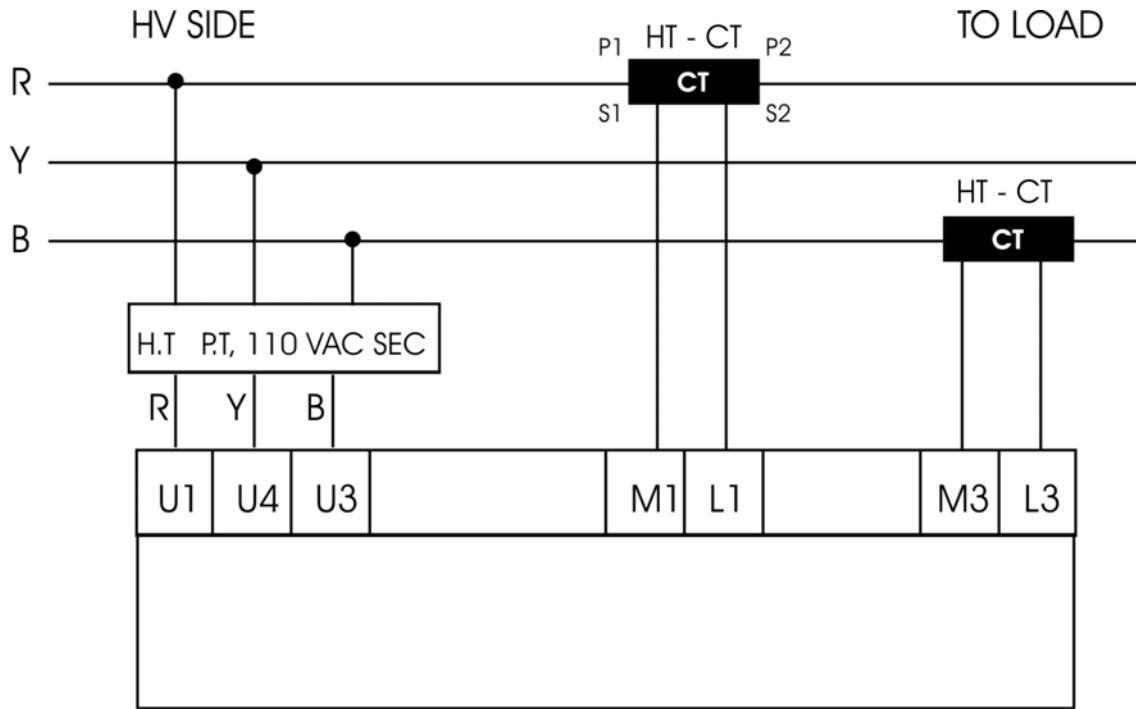 HV SIDE
TO LOAD
P1 HT - CT P2
R
CT
S1 S2
Y
HT - CT
B
CT
H.T P.T, 110 VAC SEC
R Y B
U1 U4 U3 M1 L1 M3 L3